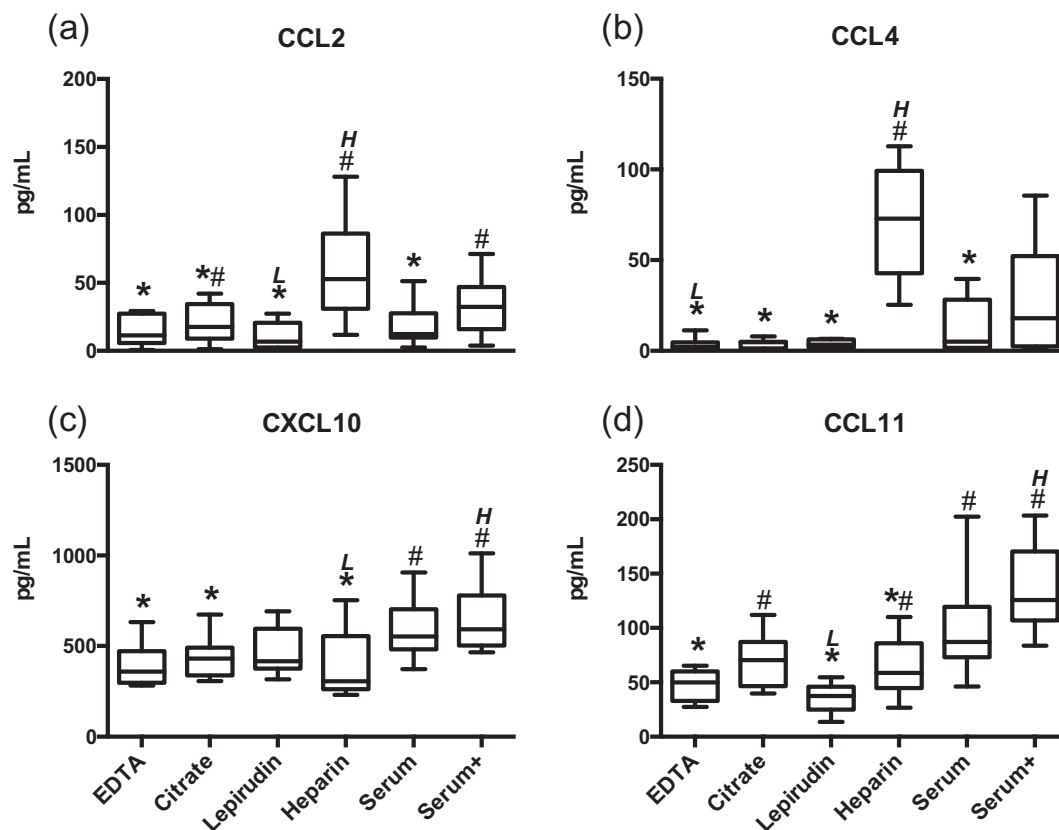 (a)
CCL2
pg/mL
200
150
100
50
0
*
*#
L
*
H
#
*
#
(b)
CCL4
pg/mL
150
100
50
0
L
*
*
*
H
#
*
(c)
CXCL10
pg/mL
1500
1000
500
0
*
*
L
*
#
H
#
EDTA
Citrate
Lepirudin
Heparin
Serum
Serum+
(d)
CCL11
pg/mL
250
200
150
100
50
0
*
#
L
*
*#
#
H
#
EDTA
Citrate
Lepirudin
Heparin
Serum
Serum+